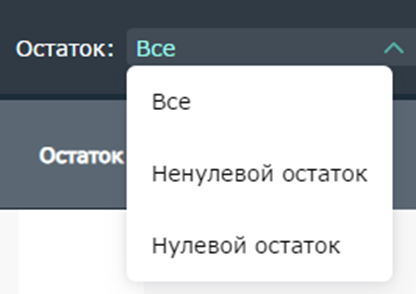 Остаток: Все
Все
Остаток
Ненулевой остаток
Нулевой остаток